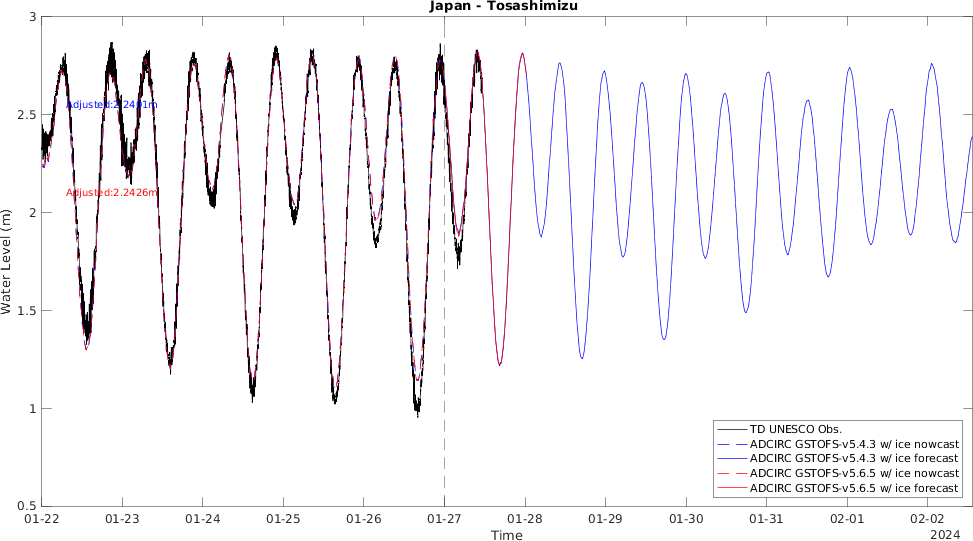 Japan - Tosashimizu
3
2.5
2
1.5
1
0.5
Water Level (m)
Adjusted:2.2401m
Adjusted:2.2426m
TD UNESCO Obs.
ADCIRC GSTOFS-v5.4.3 w/ ice nowcast
ADCIRC GSTOFS-v5.4.3 w/ ice forecast
ADCIRC GSTOFS-v5.6.5 w/ ice nowcast
ADCIRC GSTOFS-v5.6.5 w/ ice forecast
01-22 01-23 01-24 01-25 01-26 01-27 01-28 01-29 01-30 01-31 02-01 02-02
Time
2024